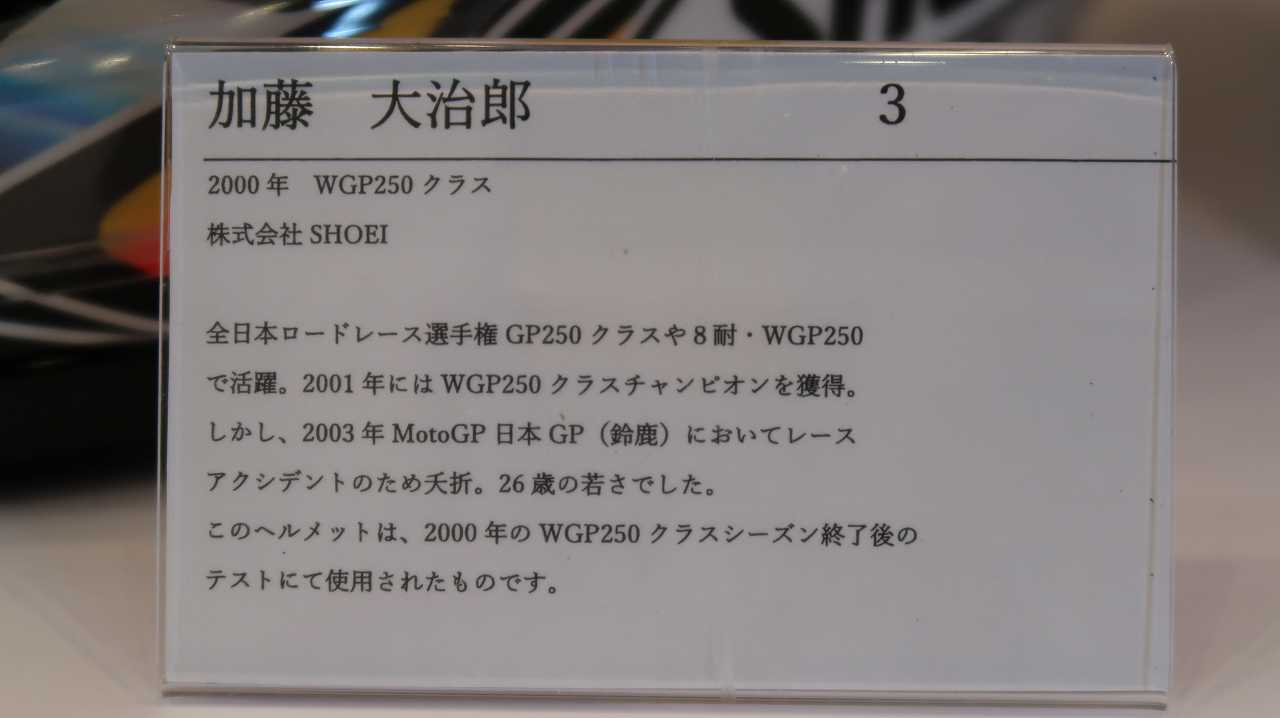 加藤　大治郎　3
2000 年　WGP250 クラス
株式会社 SHOEI
全日本ロードレース選手権 GP250 クラスや 8 耐・WGP250
で活躍。2001 年には WGP250 クラスチャンピオンを獲得。
しかし、2003 年 MotoGP 日本 GP（鈴鹿）においてレース
アクシデントのため夭折。26 歳の若さでした。
このヘルメットは、2000 年の WGP250 クラスシーズン終了後の
テストにて使用されたものです。